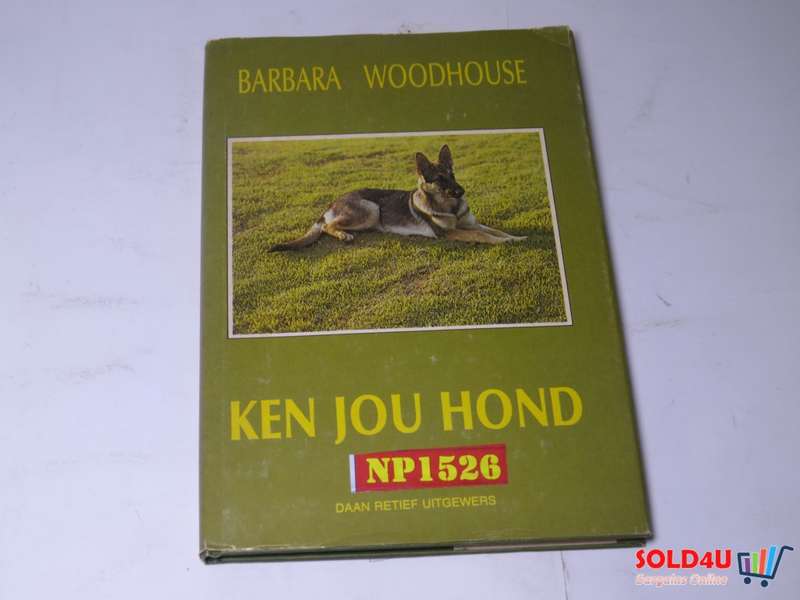 BARBARA WOODHOUSE
KEN JOU HOND
NP1526
DAAN RETIEF UITGEWERS
SOLD4U
Bargains Online